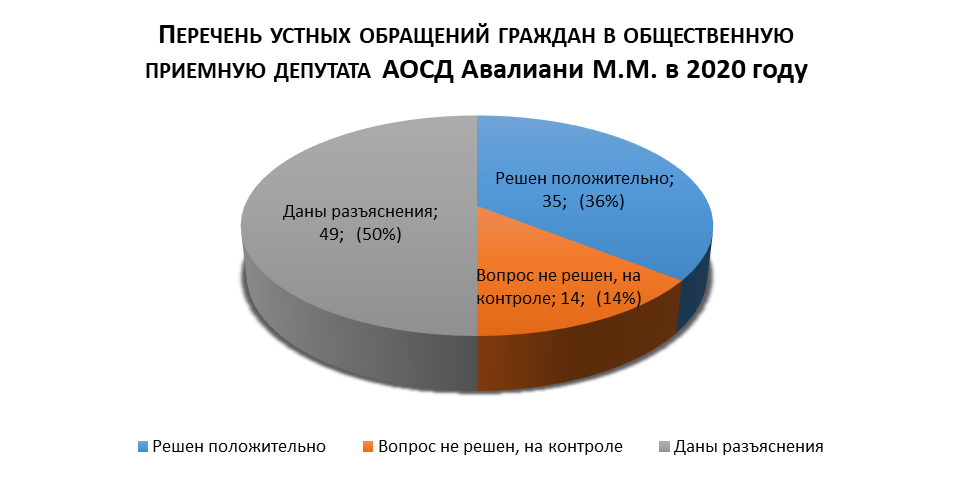 Перечень устных обращений граждан в общественную
приемную депутата АОСД Авалиани М.М. в 2020 году
Решен положительно;
35; (36%)
Даны разъяснения;
49; (50%)
Вопрос не решен, на
контроле; 14; (14%)
Решен положительно
Вопрос не решен, на контроле
Даны разъяснения